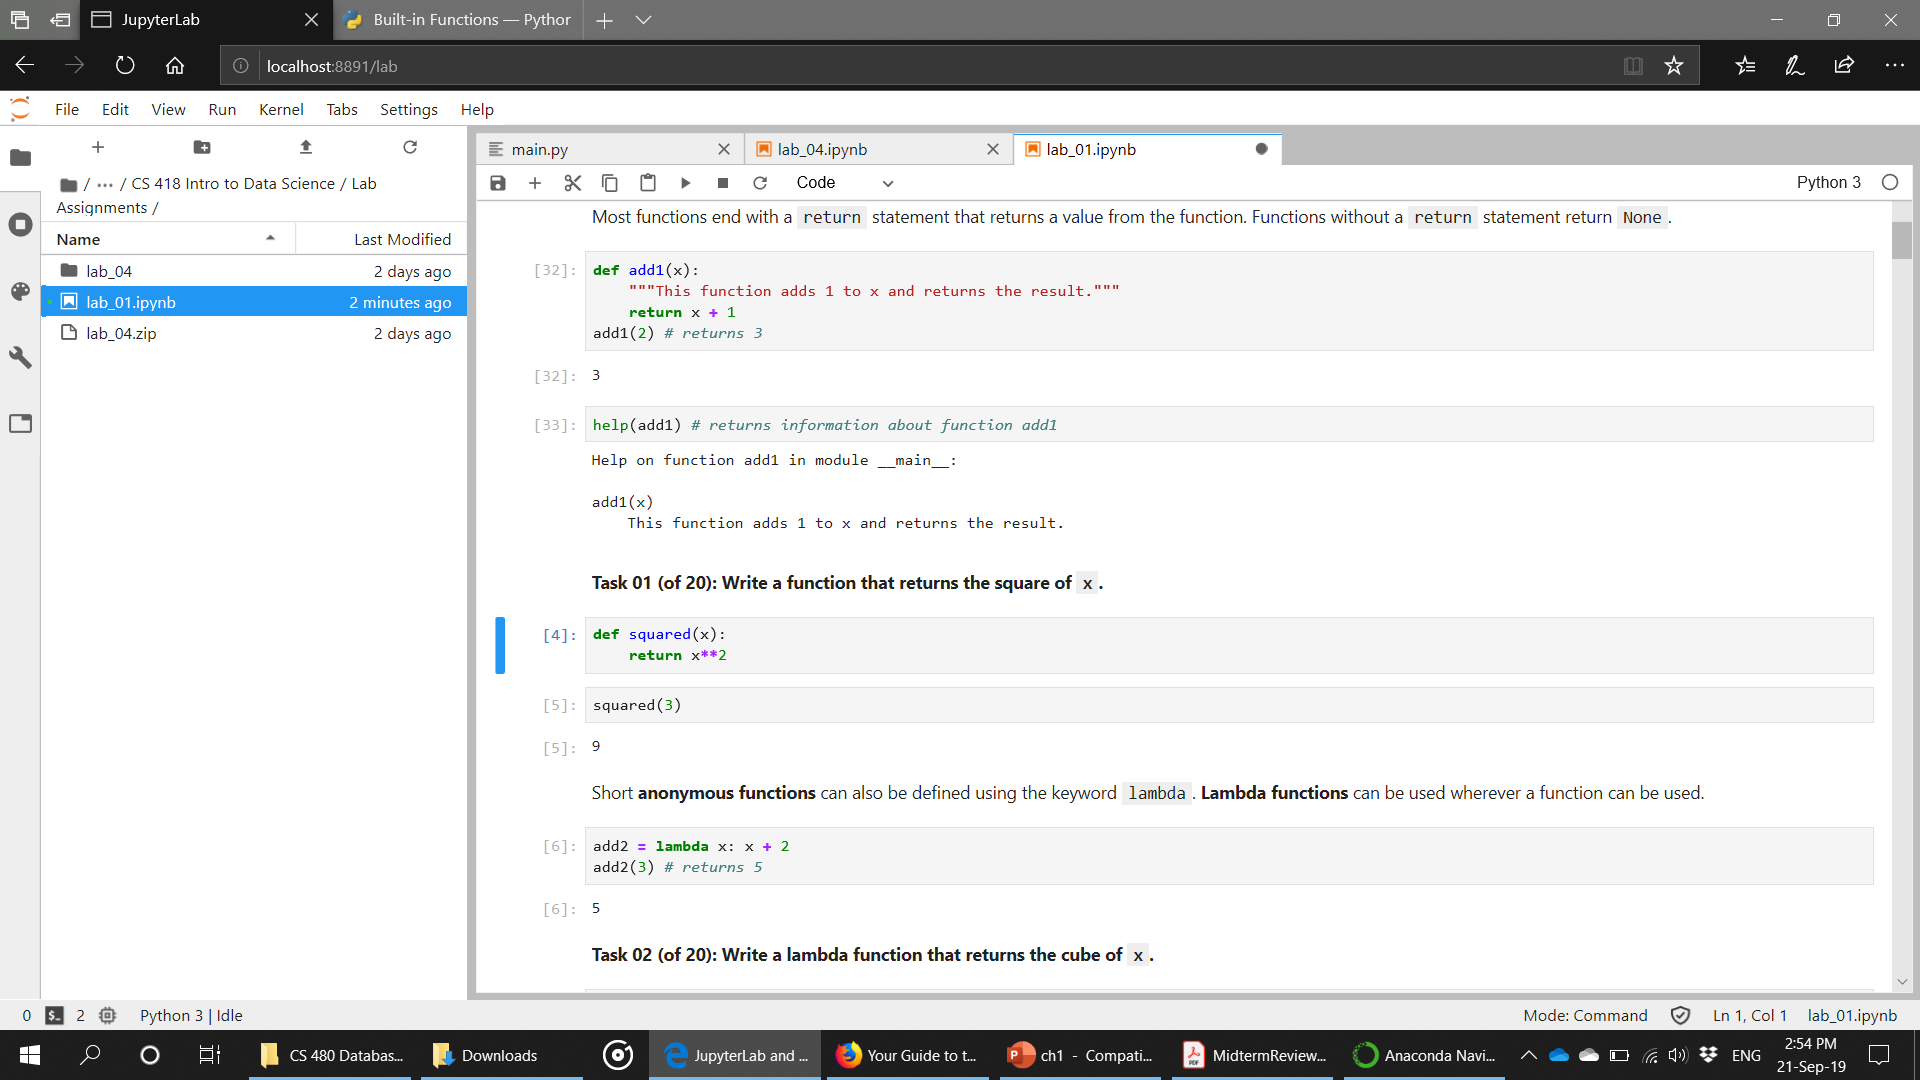 JupyterLab
Built-in Functions — Pythor
localhost:8891/lab
File Edit View Run Kernel Tabs Settings Help
/ ··· / CS 418 Intro to Data Science / Lab
Assignments /
Name Last Modified
lab_04 2 days ago
lab_01.ipynb 2 minutes ago
lab_04.zip 2 days ago
main.py
lab_04.ipynb
lab_01.ipynb
Code
Python 3
Most functions end with a return statement that returns a value from the function. Functions without a return statement return None .
[32]: def add1(x):
"""This function adds 1 to x and returns the result."""
return x + 1
add1(2) # returns 3
[32]: 3
[33]: help(add1) # returns information about function add1
Help on function add1 in module __main__:
add1(x)
This function adds 1 to x and returns the result.
Task 01 (of 20): Write a function that returns the square of x .
[4]: def squared(x):
return x**2
[5]: squared(3)
[5]: 9
Short anonymous functions can also be defined using the keyword lambda . Lambda functions can be used wherever a function can be used.
[6]: add2 = lambda x: x + 2
add2(3) # returns 5
[6]: 5
Task 02 (of 20): Write a lambda function that returns the cube of x .
0 $_ 2 Python 3 | Idle
Mode: Command Ln 1, Col 1 lab_01.ipynb
CS 480 Databas...
Downloads
JupyterLab and ...
Your Guide to t...
ch1 - Compati...
MidtermReview...
Anaconda Navi...
ENG
2:54 PM
21-Sep-19